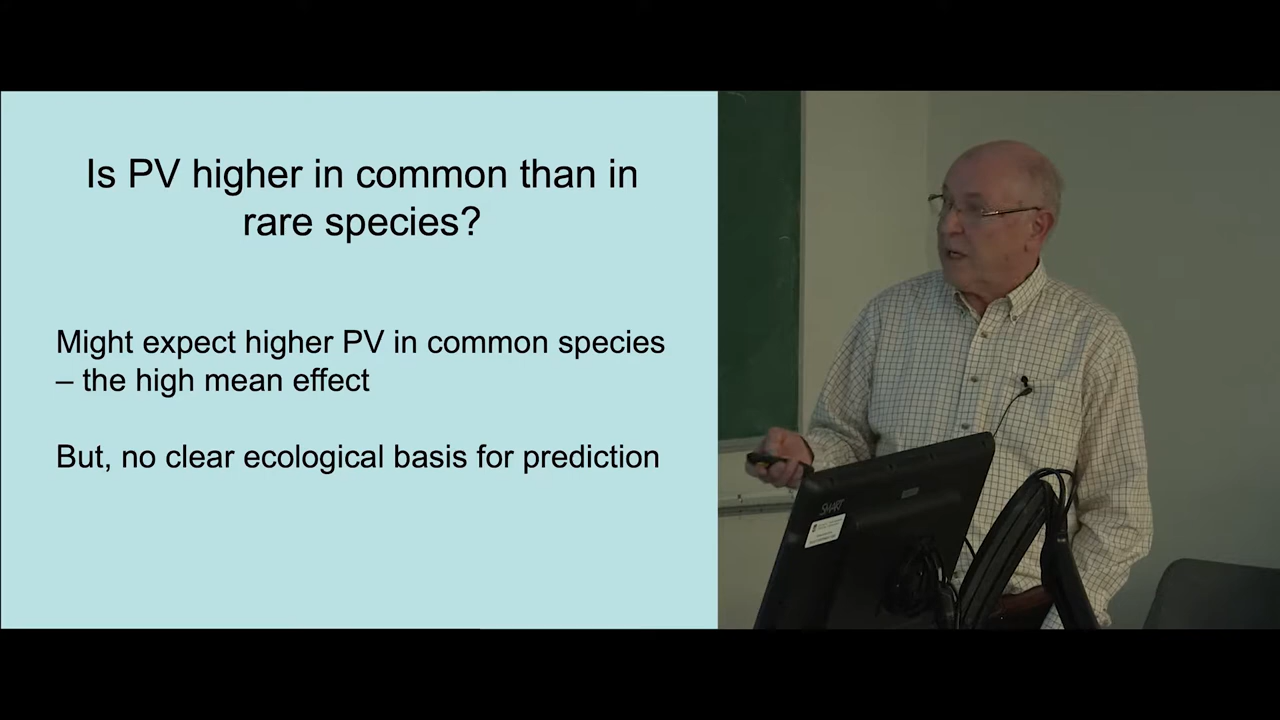 Is PV higher in common than in
rare species?
Might expect higher PV in common species
– the high mean effect
But, no clear ecological basis for prediction
SMART